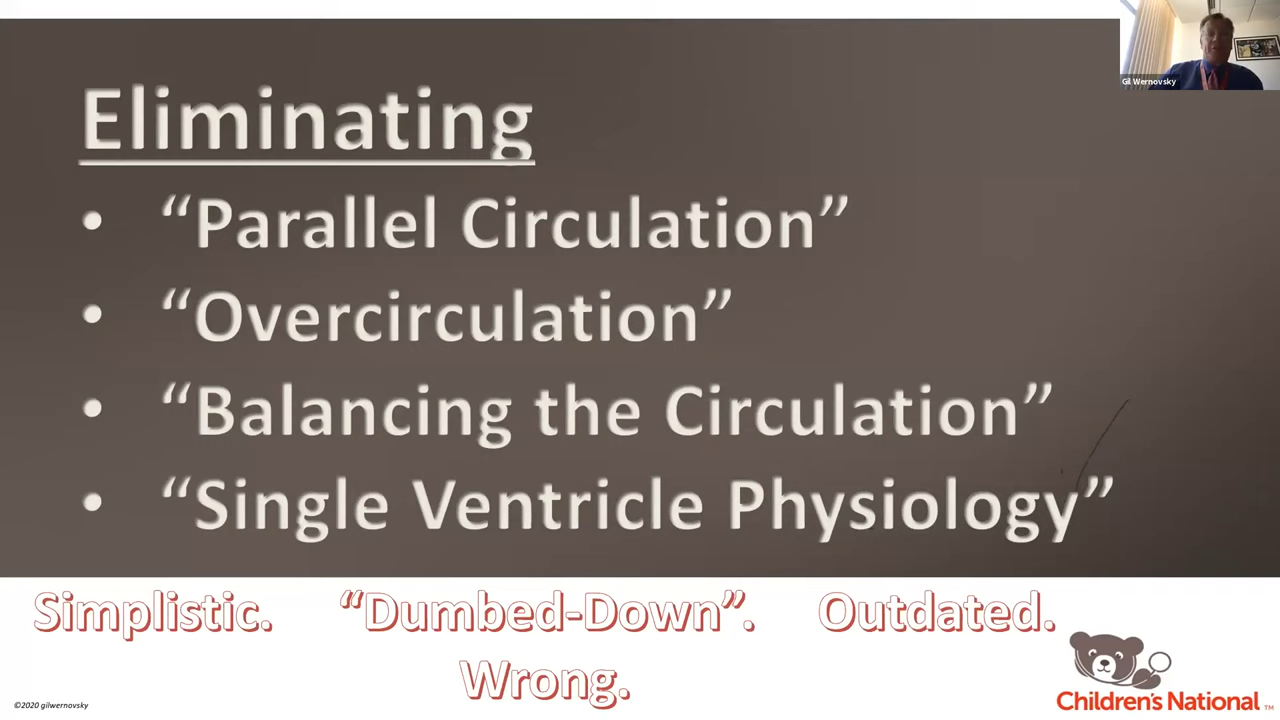 Gil Wernovsky
Eliminating
• “Parallel Circulation”
• “Overcirculation”
• “Balancing the Circulation”
• “Single Ventricle Physiology”
Simplistic. “Dumbed-Down”. Outdated.
Wrong.
©2020 gilwernovsky
Children's National ™